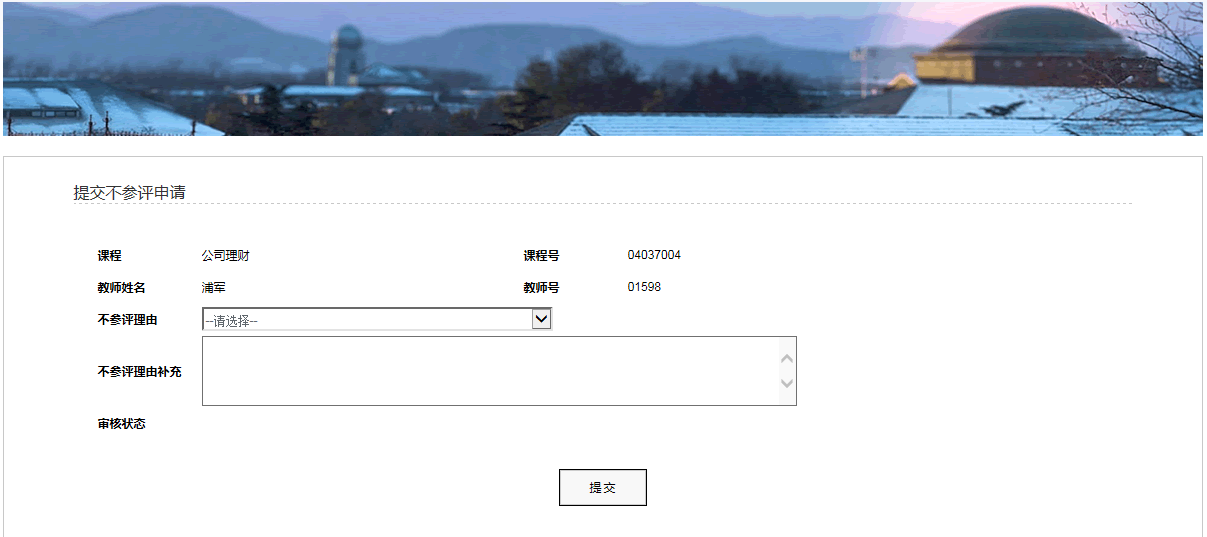 提交不参评申请
课程 公司理财 课程号 04037004
教师姓名 浦军 教师号 01598
不参评理由 --请选择--
不参评理由补充
审核状态
提交